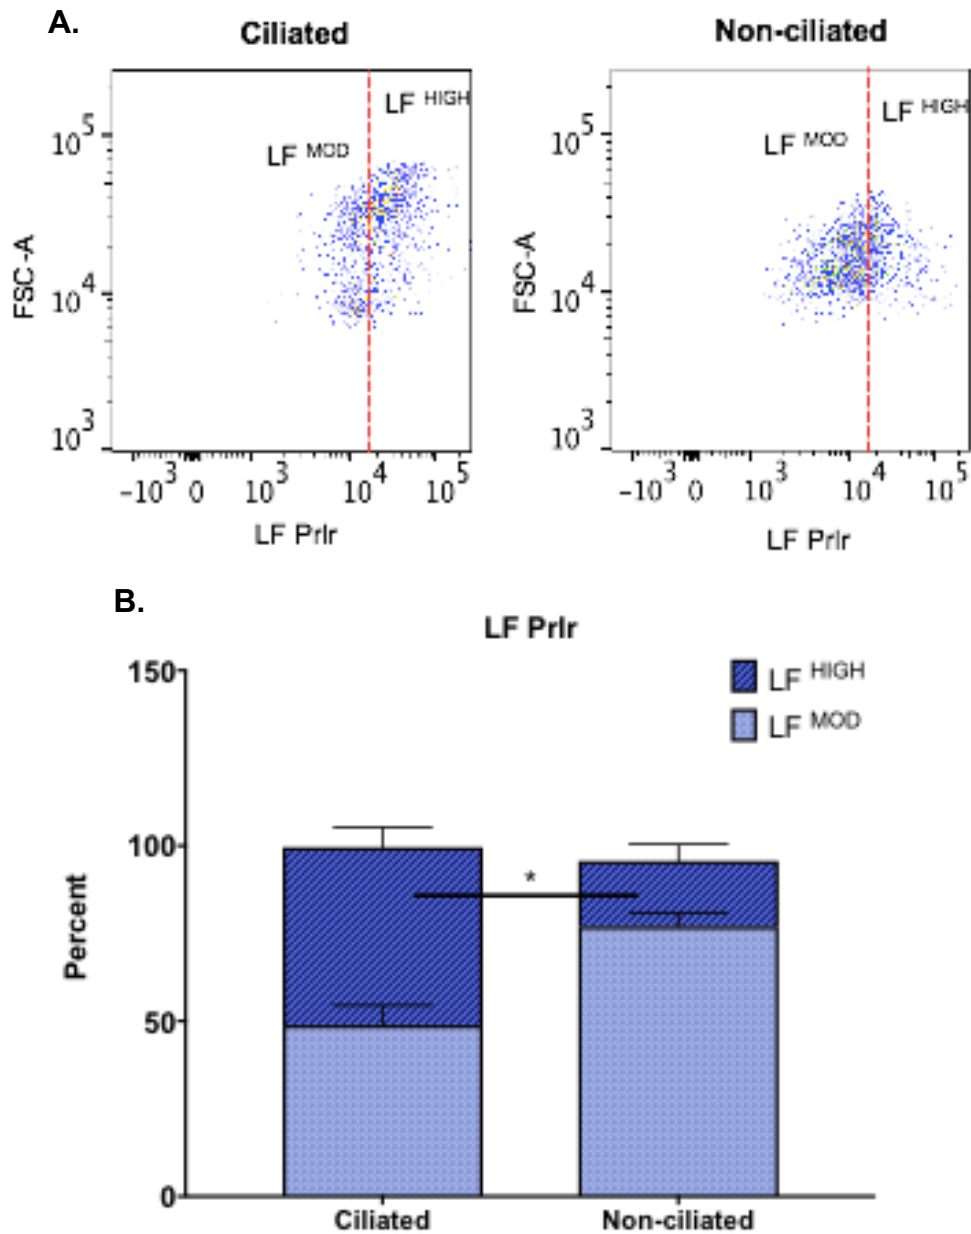 A.
Ciliated
Non-ciliated
LF HIGH
LF MOD
LF HIGH
LF MOD
10^5
10^4
10^3
FSC-A
-10^3 0 10^3 10^4 10^5
LF Prlr
10^5
10^4
10^3
FSC-A
-10^3 0 10^3 10^4 10^5
LF Prlr
B.
LF Prlr
LF HIGH
LF MOD
150
100
50
0
Percent
*
Ciliated
Non-ciliated